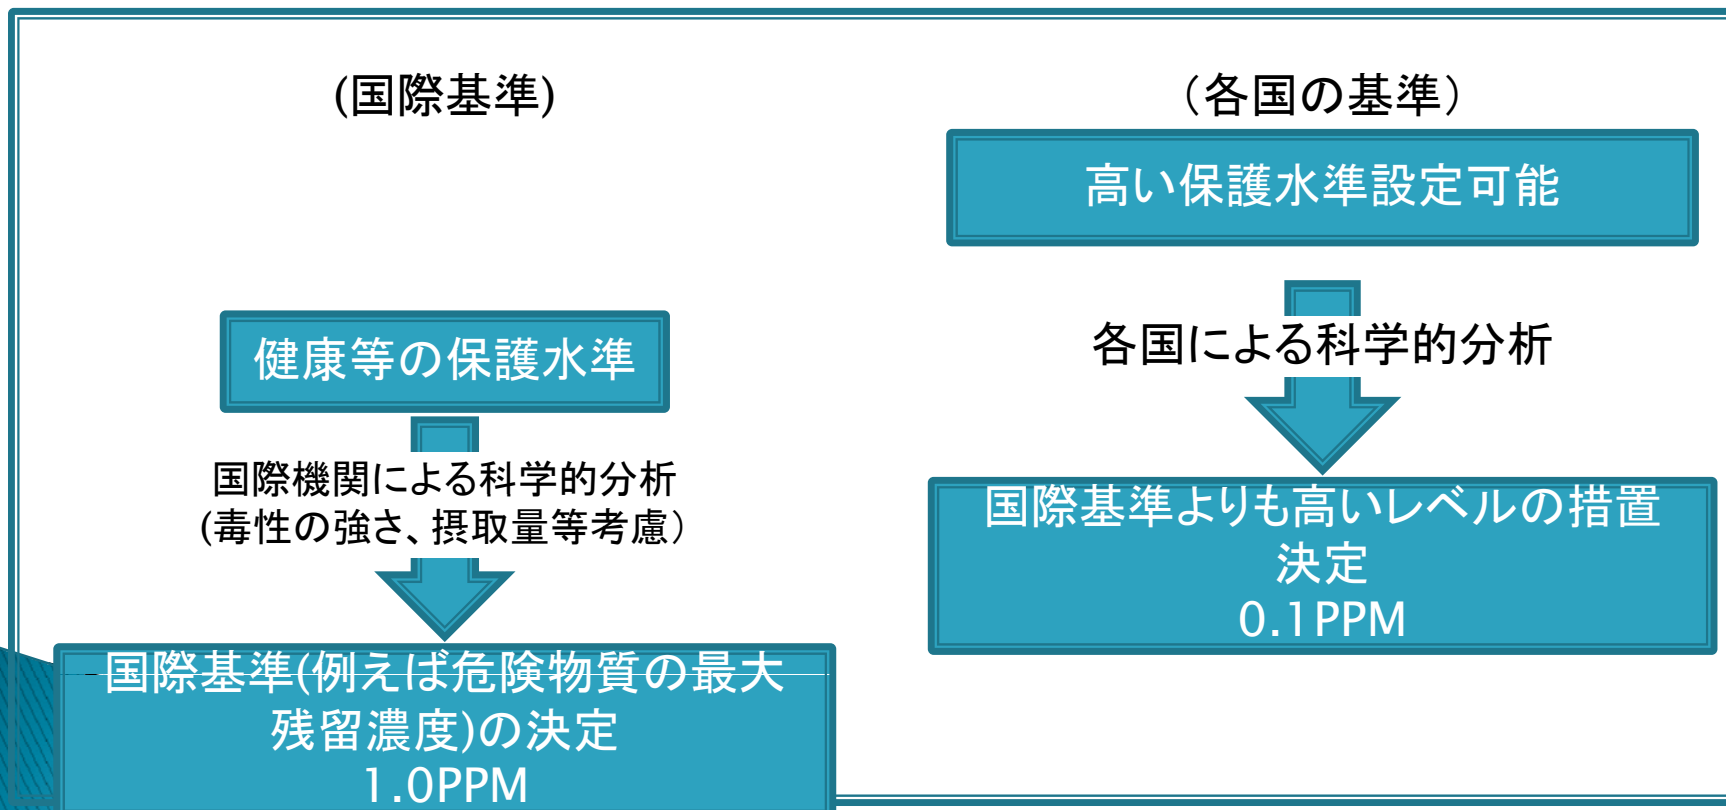 (国際基準)
健康等の保護水準
国際機関による科学的分析
(毒性の強さ、摂取量等考慮）
国際基準(例えば危険物質の最大
残留濃度)の決定
1.0PPM
（各国の基準）
高い保護水準設定可能
各国による科学的分析
国際基準よりも高いレベルの措置
決定
0.1PPM